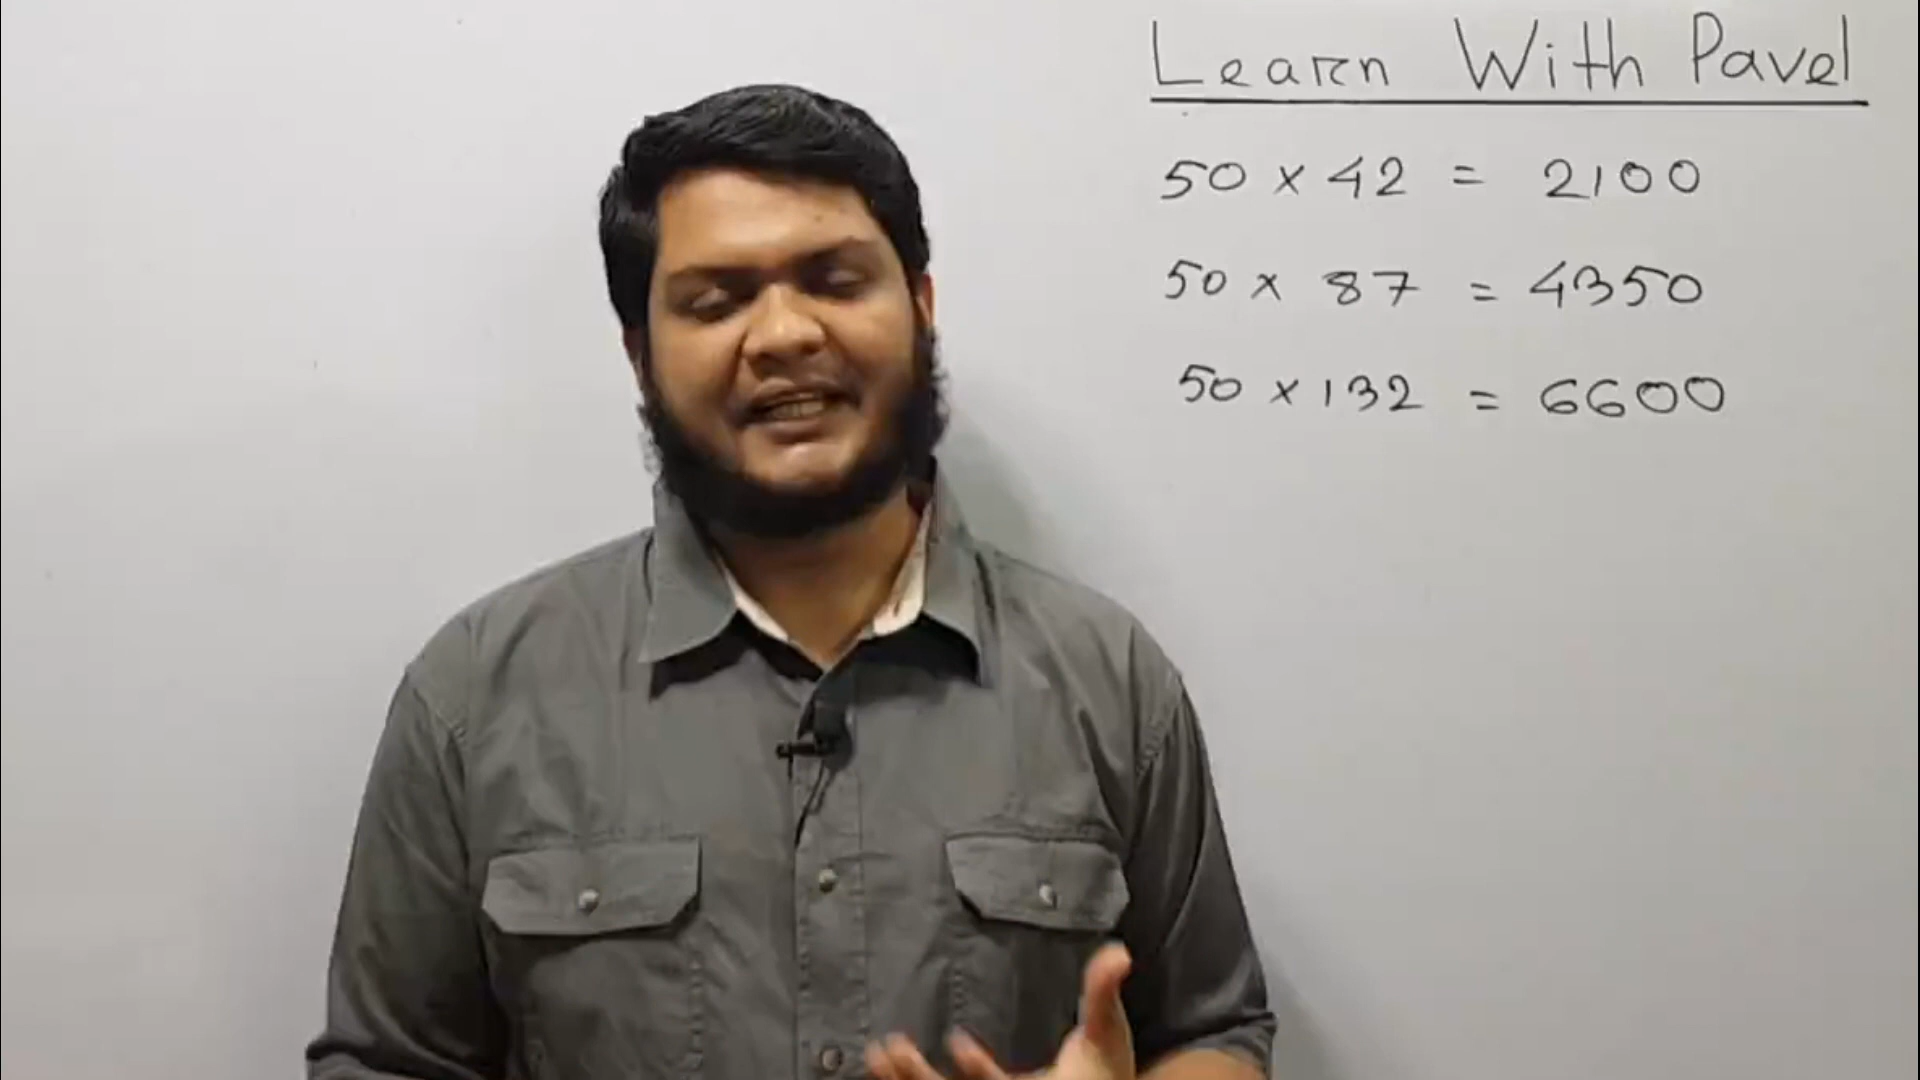 Learn With Pavel
50 × 42 = 2100
50 × 87 = 4350
50 × 132 = 6600